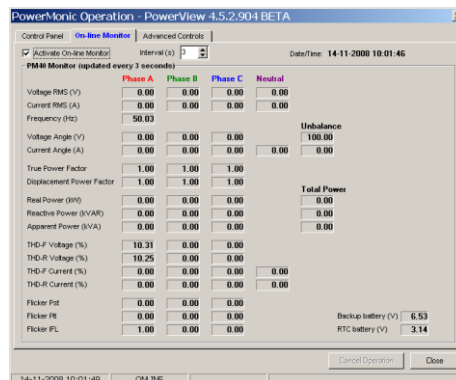 PowerMonic Operation - PowerView 4.5.2.904 BETA
Control Panel On-line Monitor Advanced Controls
Activate On-line Monitor Interval (s) 3 Date/Time: 14-11-2008 10:01:46
PM40 Monitor (updated every 3 seconds)
Phase A Phase B Phase C Neutral
Voltage RMS (V) 0.00 0.00 0.00 0.00
Current RMS (A) 0.00 0.00 0.00 0.00
Frequency (Hz) 50.03
Unbalance
Voltage Angle (V) 0.00 0.00 0.00 100.00
Current Angle (A) 0.00 0.00 0.00 0.00 0.00
True Power Factor 1.00 1.00 1.00
Displacement Power Factor 1.00 1.00 1.00
Total Power
Real Power (kW) 0.00 0.00 0.00 0.00
Reactive Power (kVAR) 0.00 0.00 0.00 0.00
Apparent Power (kVA) 0.00 0.00 0.00 0.00
THD-F Voltage (%) 10.31 0.00 0.00
THD-R Voltage (%) 10.25 0.00 0.00
THD-F Current (%) 0.00 0.00 0.00 0.00
THD-R Current (%) 0.00 0.00 0.00 0.00
Flicker Pst 0.00 0.00 0.00
Flicker Plt 0.00 0.00 0.00 Backup battery (V) 6.53
Flicker IFL 1.00 0.00 0.00 RTC battery (V) 3.14
Cancel Operation Close
14-11-2008 10:01:49 ONLINE